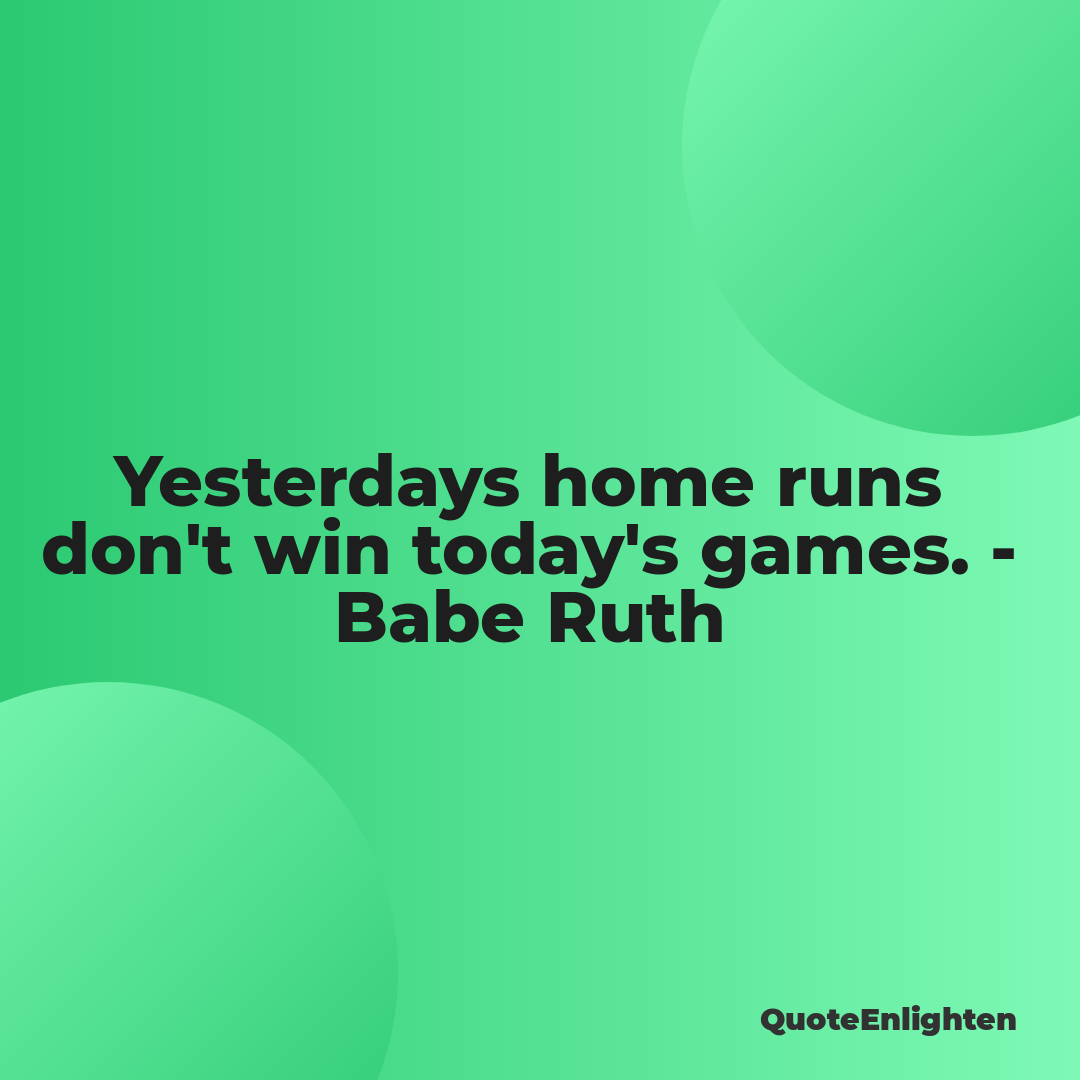 Yesterdays home runs
don't win today's games. -
Babe Ruth
QuoteEnlighten